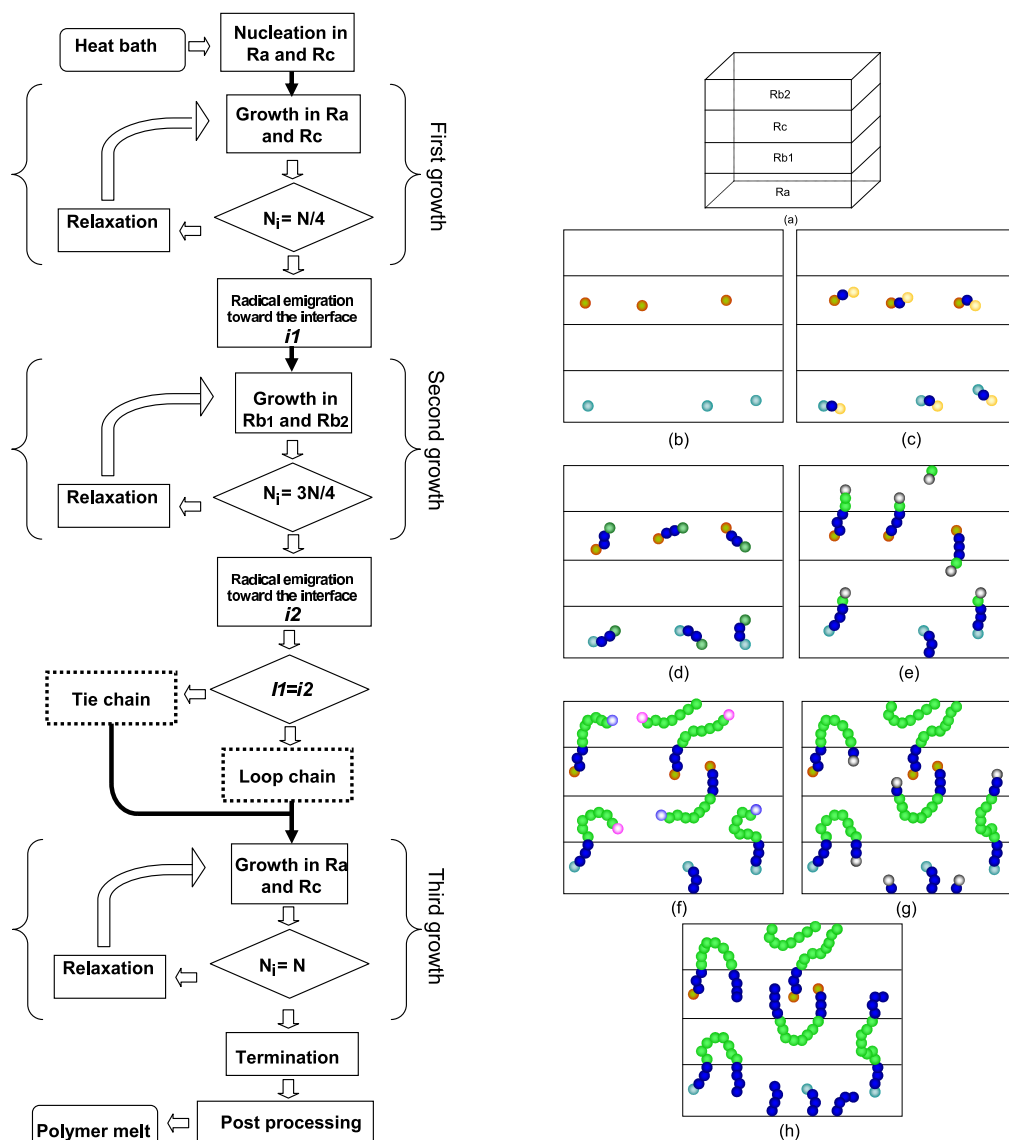 Heat bath
Nucleation in
Ra and Rc
Growth in Ra
and Rc
First growth
Nᵢ = N/4
Relaxation
Radical emigration
toward the interface
i1
Growth in
Rb1 and Rb2
Second growth
Nᵢ = 3N/4
Relaxation
Radical emigration
toward the interface
i2
I1=i2
Tie chain
Loop chain
Growth in Ra
and Rc
Third growth
Nᵢ = N
Relaxation
Termination
Post processing
Polymer melt
Rb2
Rc
Rb1
Ra
(a)
(b)
(c)
(d)
(e)
(f)
(g)
(h)